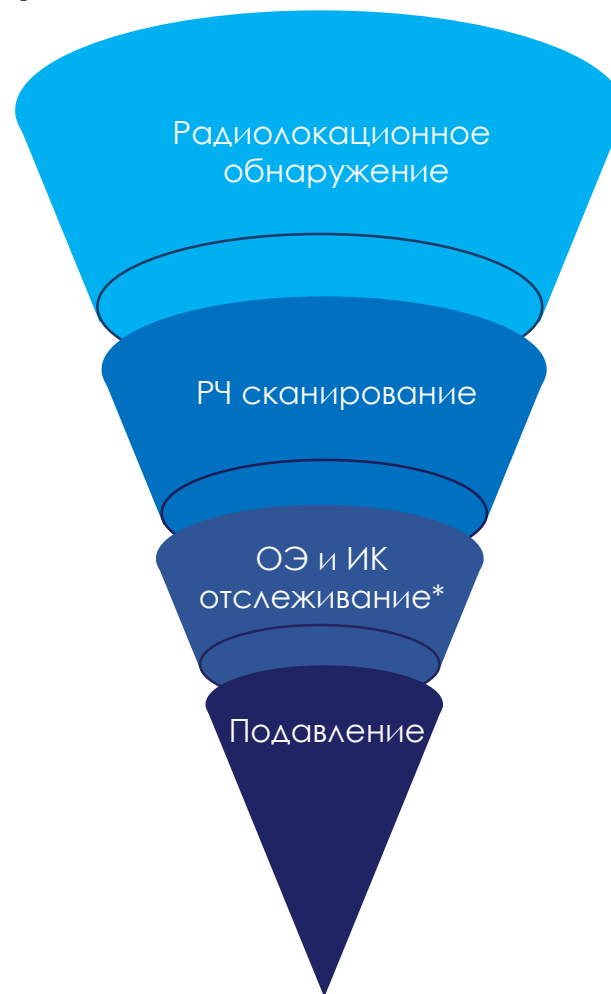 Радиолокационное
обнаружение
РЧ сканирование
ОЭ и ИК
отслеживание*
Подавление